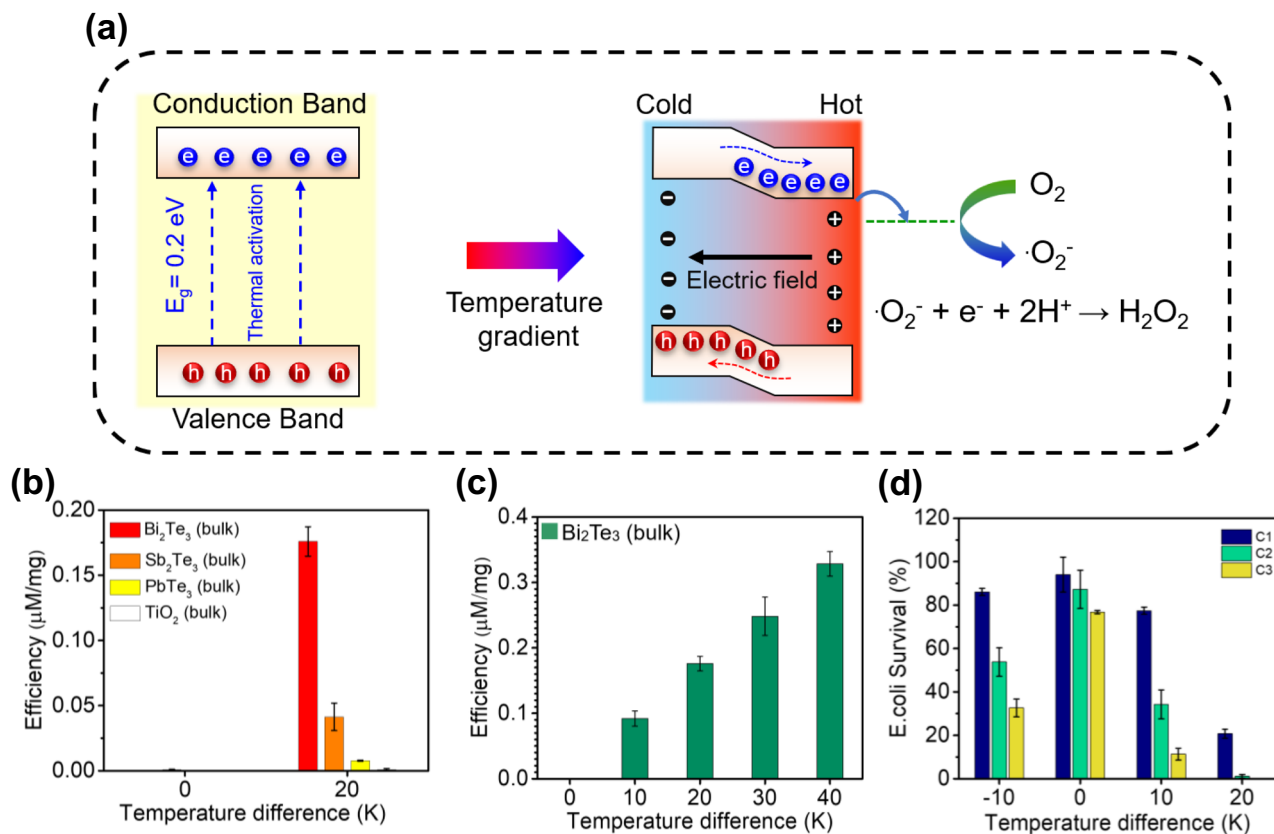 (a)
Conduction Band
e e e e e
E_g= 0.2 eV
Thermal activation
h h h h h
Valence Band
Temperature
gradient
Cold Hot
e e e e e
− − − −
+ + + + +
Electric field
h h h h h
O₂
·O₂⁻
·O₂⁻ + e⁻ + 2H⁺ → H₂O₂
(b)
Efficiency (μM/mg)
0.20
0.15
0.10
0.05
0.00
Bi₂Te₃ (bulk)
Sb₂Te₃ (bulk)
PbTe₃ (bulk)
TiO₂ (bulk)
0 20
Temperature difference (K)
(c)
Efficiency (μM/mg)
0.4
0.3
0.2
0.1
0.0
Bi₂Te₃ (bulk)
0 10 20 30 40
Temperature difference (K)
(d)
E.coli Survival (%)
120
100
80
60
40
20
0
C1
C2
C3
-10 0 10 20
Temperature difference (K)